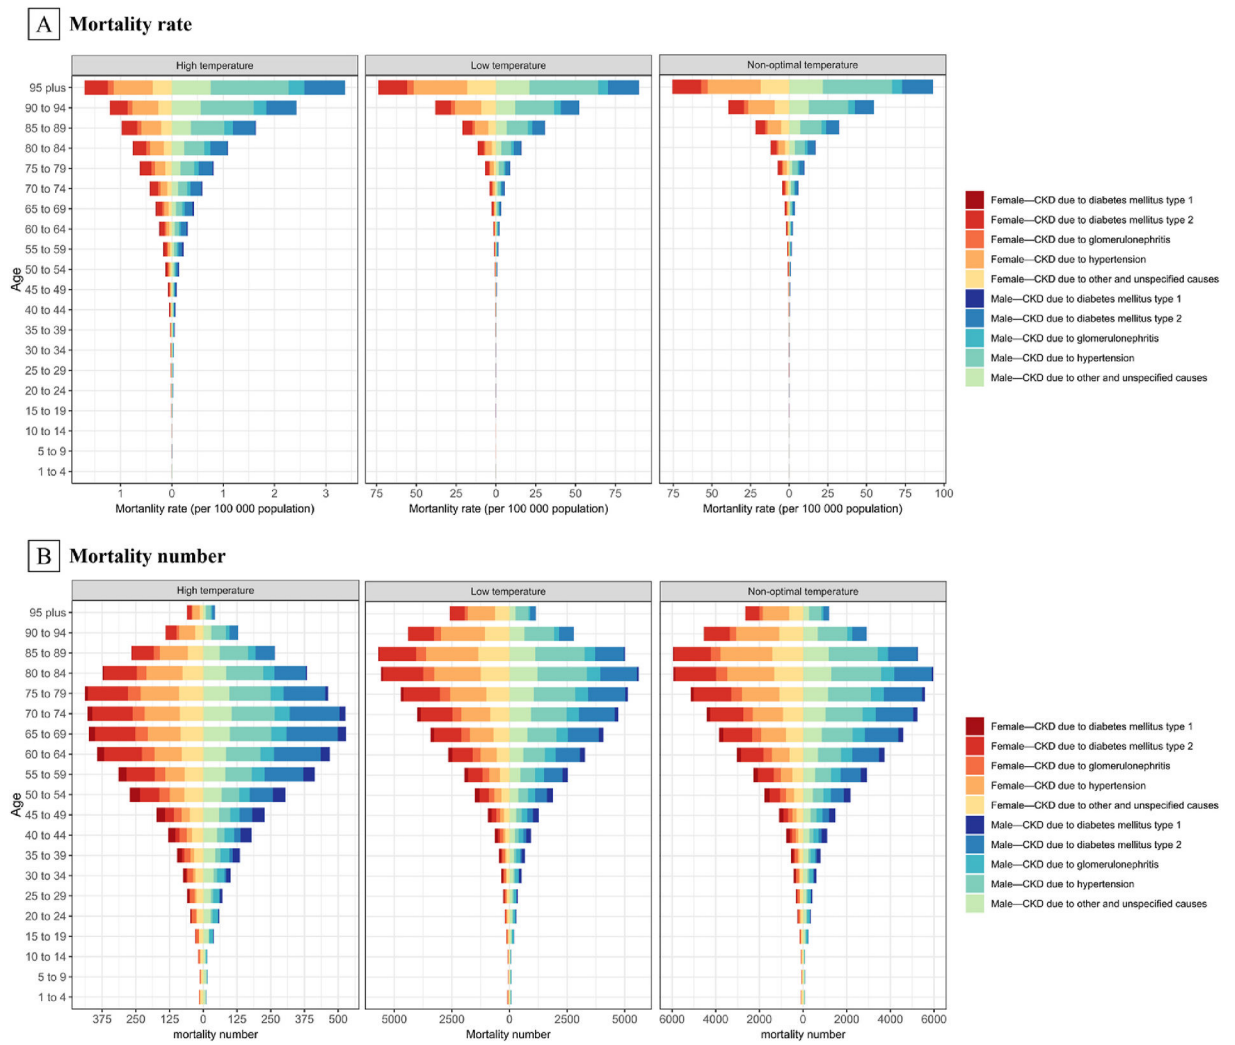 A Mortality rate
High temperature Low temperature Non-optimal temperature
95 plus
90 to 94
85 to 89
80 to 84
75 to 79
70 to 74
65 to 69
60 to 64
55 to 59
50 to 54
45 to 49
40 to 44
35 to 39
30 to 34
25 to 29
20 to 24
15 to 19
10 to 14
5 to 9
1 to 4
Age
1 0 1 2 3
75 50 25 0 25 50 75
75 50 25 0 25 50 75 100
Mortanlity rate (per 100 000 population) Mortanlity rate (per 100 000 population) Mortanlity rate (per 100 000 population)
Female—CKD due to diabetes mellitus type 1
Female—CKD due to diabetes mellitus type 2
Female—CKD due to glomerulonephritis
Female—CKD due to hypertension
Female—CKD due to other and unspecified causes
Male—CKD due to diabetes mellitus type 1
Male—CKD due to diabetes mellitus type 2
Male—CKD due to glomerulonephritis
Male—CKD due to hypertension
Male—CKD due to other and unspecified causes
B Mortality number
High temperature Low temperature Non-optimal temperature
95 plus
90 to 94
85 to 89
80 to 84
75 to 79
70 to 74
65 to 69
60 to 64
55 to 59
50 to 54
45 to 49
40 to 44
35 to 39
30 to 34
25 to 29
20 to 24
15 to 19
10 to 14
5 to 9
1 to 4
Age
375 250 125 0 125 250 375 500
5000 2500 0 2500 5000
6000 4000 2000 0 2000 4000 6000
mortality number Mortality number mortality number
Female—CKD due to diabetes mellitus type 1
Female—CKD due to diabetes mellitus type 2
Female—CKD due to glomerulonephritis
Female—CKD due to hypertension
Female—CKD due to other and unspecified causes
Male—CKD due to diabetes mellitus type 1
Male—CKD due to diabetes mellitus type 2
Male—CKD due to glomerulonephritis
Male—CKD due to hypertension
Male—CKD due to other and unspecified causes